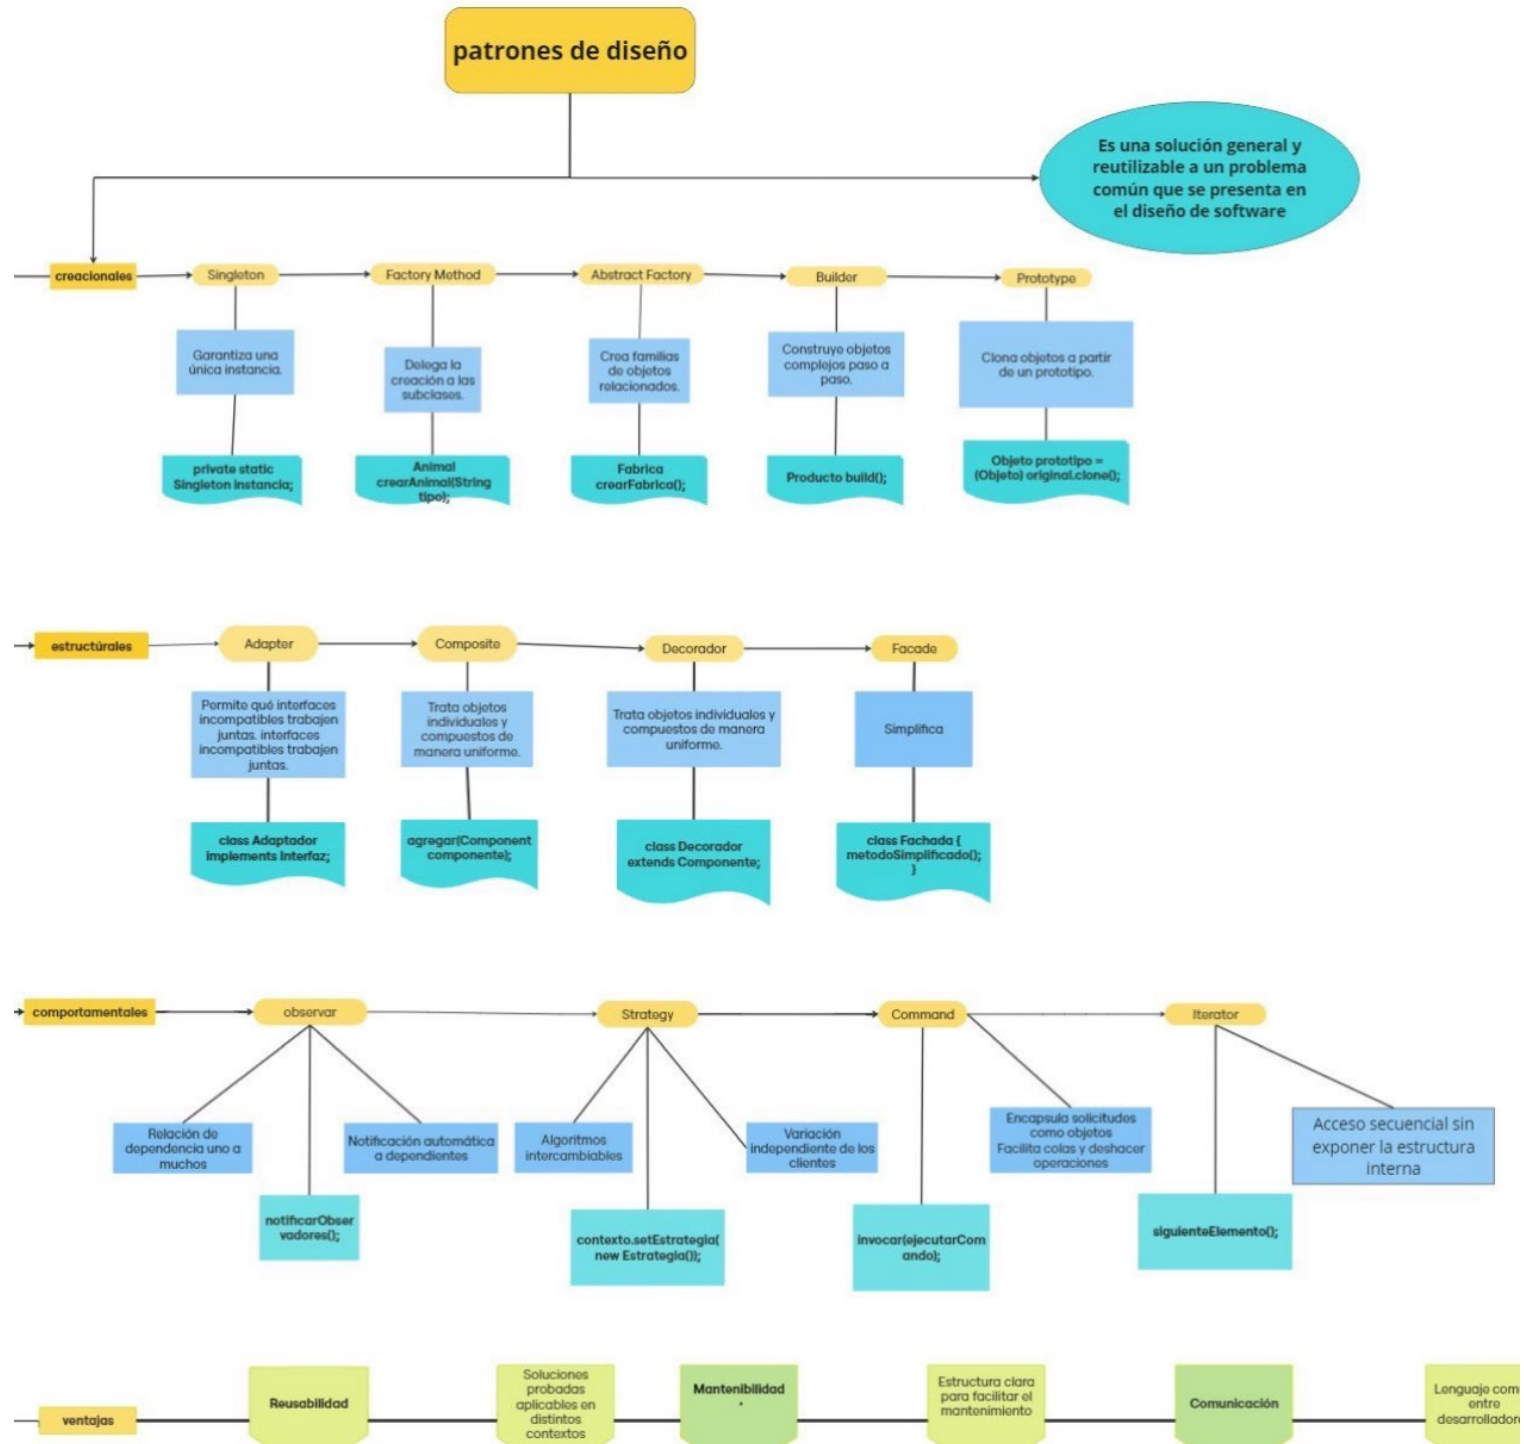 patrones de diseño
Es una solución general y
reutilizable a un problema
común que se presenta en
el diseño de software
creacionales
Singleton
Factory Method
Abstract Factory
Builder
Prototype
Garantiza una
única instancia.
Delega la
creación a las
subclases.
Crea familias
de objetos
relacionados.
Construye objetos
complejos paso a
paso.
Clona objetos a partir
de un prototipo.
private static
Singleton instancia;
Animal
crearAnimal(String
tipo);
Fabrica
crearFabrica();
Producto build();
Objeto prototipo =
(Objeto) original.clone();
estructúrales
Adapter
Composite
Decorador
Facade
Permite qué interfaces
incompatibles trabajen
juntas. interfaces
incompatibles trabajen
juntas.
Trata objetos
individuales y
compuestos de
manera uniforme.
Trata objetos individuales y
compuestos de manera
uniforme.
Simplifica
class Adaptador
implements Interfaz;
agregar(Component
componente);
class Decorador
extends Componente;
class Fachada {
metodoSimplificado();
}
comportamentales
observar
Strategy
Command
Iterator
Relación de
dependencia uno a
muchos
Notificación automática
a dependientes
Algoritmos
intercambiables
Variación
independiente de los
clientes
Encapsula solicitudes
como objetos
Facilita colas y deshacer
operaciones
Acceso secuencial sin
exponer la estructura
interna
notificarObser
vadores();
contexto.setEstrategia(
new Estrategia());
invocar(ejecutarCom
ando);
siguienteElemento();
ventajas
Reusabilidad
Soluciones
probadas
aplicables en
distintos
contextos
Mantenibilidad
.
Estructura clara
para facilitar el
mantenimiento
Comunicación
Lenguaje
entre